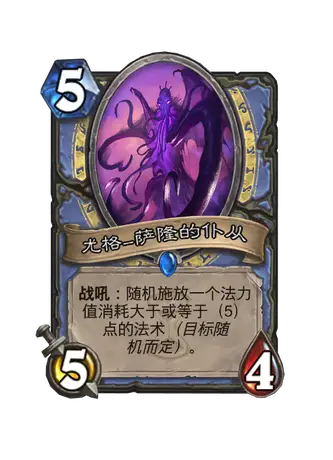 5
尤格-萨隆的仆从
战吼：随机施放一个法力
值消耗大于或等于（5）
点的法术（目标随
机而定）。
5
4